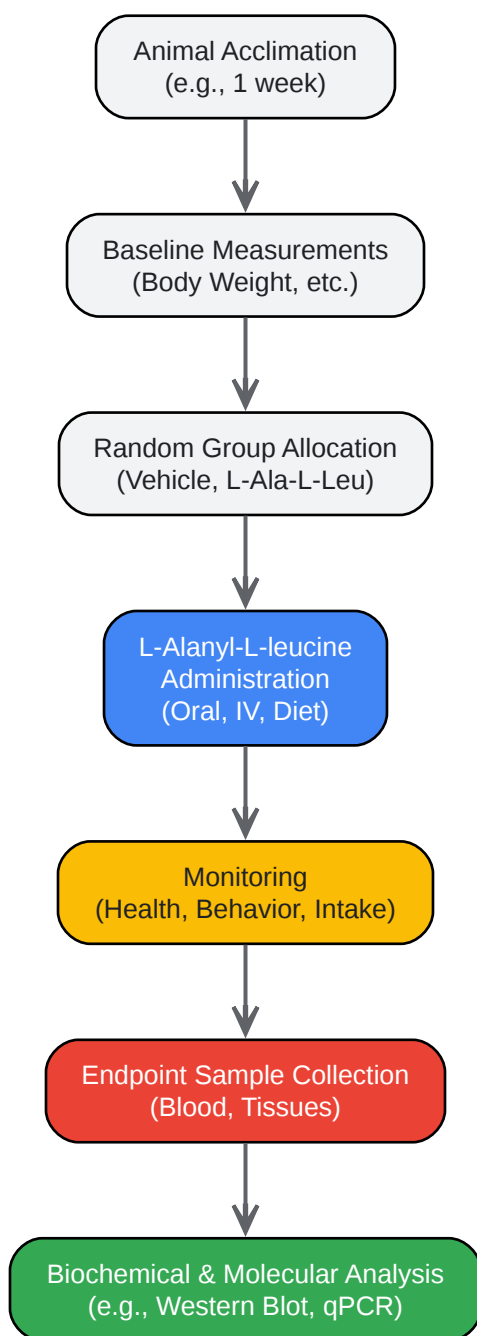 Animal Acclimation
(e.g., 1 week)
Baseline Measurements
(Body Weight, etc.)
Random Group Allocation
(Vehicle, L-Ala-L-Leu)
L-Alanyl-L-leucine
Administration
(Oral, IV, Diet)
Monitoring
(Health, Behavior, Intake)
Endpoint Sample Collection
(Blood, Tissues)
Biochemical & Molecular Analysis
(e.g., Western Blot, qPCR)